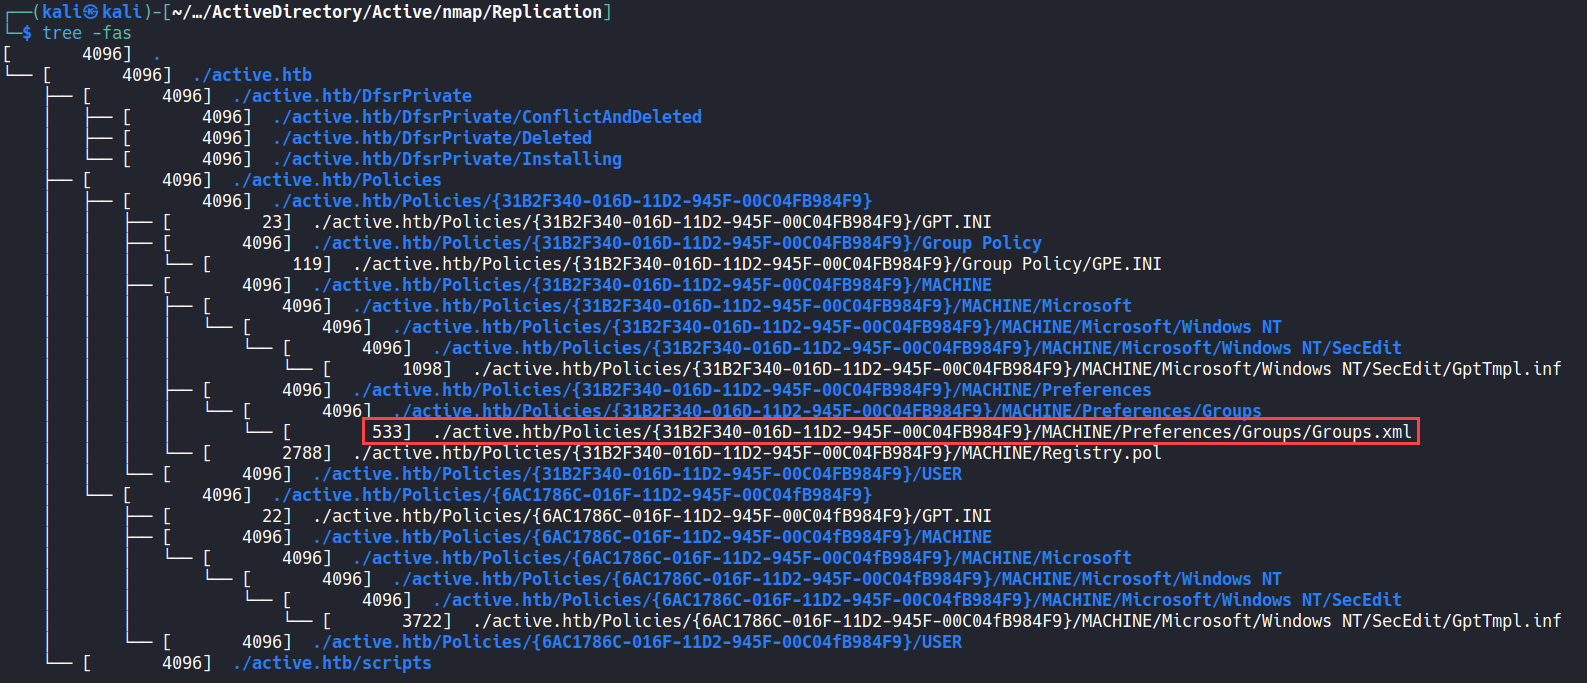 ┌──(kali㉿kali)-[~/…/ActiveDirectory/Active/nmap/Replication]
└─$ tree -fas
[       4096]  .
└── [       4096]  ./active.htb
    ├── [       4096]  ./active.htb/DfsrPrivate
    │   ├── [       4096]  ./active.htb/DfsrPrivate/ConflictAndDeleted
    │   ├── [       4096]  ./active.htb/DfsrPrivate/Deleted
    │   └── [       4096]  ./active.htb/DfsrPrivate/Installing
    ├── [       4096]  ./active.htb/Policies
    │   ├── [       4096]  ./active.htb/Policies/{31B2F340-016D-11D2-945F-00C04FB984F9}
    │   │   ├── [         23]  ./active.htb/Policies/{31B2F340-016D-11D2-945F-00C04FB984F9}/GPT.INI
    │   │   ├── [       4096]  ./active.htb/Policies/{31B2F340-016D-11D2-945F-00C04FB984F9}/Group Policy
    │   │   │   └── [        119]  ./active.htb/Policies/{31B2F340-016D-11D2-945F-00C04FB984F9}/Group Policy/GPE.INI
    │   │   ├── [       4096]  ./active.htb/Policies/{31B2F340-016D-11D2-945F-00C04FB984F9}/MACHINE
    │   │   │   ├── [       4096]  ./active.htb/Policies/{31B2F340-016D-11D2-945F-00C04FB984F9}/MACHINE/Microsoft
    │   │   │   │   └── [       4096]  ./active.htb/Policies/{31B2F340-016D-11D2-945F-00C04FB984F9}/MACHINE/Microsoft/Windows NT
    │   │   │   │       └── [       4096]  ./active.htb/Policies/{31B2F340-016D-11D2-945F-00C04FB984F9}/MACHINE/Microsoft/Windows NT/SecEdit
    │   │   │   │           └── [       1098]  ./active.htb/Policies/{31B2F340-016D-11D2-945F-00C04FB984F9}/MACHINE/Microsoft/Windows NT/SecEdit/GptTmpl.inf
    │   │   │   ├── [       4096]  ./active.htb/Policies/{31B2F340-016D-11D2-945F-00C04FB984F9}/MACHINE/Preferences
    │   │   │   │   └── [       4096]  ./active.htb/Policies/{31B2F340-016D-11D2-945F-00C04FB984F9}/MACHINE/Preferences/Groups
    │   │   │   │       └── [        533]  ./active.htb/Policies/{31B2F340-016D-11D2-945F-00C04FB984F9}/MACHINE/Preferences/Groups/Groups.xml
    │   │   │   └── [       2788]  ./active.htb/Policies/{31B2F340-016D-11D2-945F-00C04FB984F9}/MACHINE/Registry.pol
    │   │   └── [       4096]  ./active.htb/Policies/{31B2F340-016D-11D2-945F-00C04FB984F9}/USER
    │   └── [       4096]  ./active.htb/Policies/{6AC1786C-016F-11D2-945F-00C04fB984F9}
    │       ├── [         22]  ./active.htb/Policies/{6AC1786C-016F-11D2-945F-00C04fB984F9}/GPT.INI
    │       ├── [       4096]  ./active.htb/Policies/{6AC1786C-016F-11D2-945F-00C04fB984F9}/MACHINE
    │       │   └── [       4096]  ./active.htb/Policies/{6AC1786C-016F-11D2-945F-00C04fB984F9}/MACHINE/Microsoft
    │       │       └── [       4096]  ./active.htb/Policies/{6AC1786C-016F-11D2-945F-00C04fB984F9}/MACHINE/Microsoft/Windows NT
    │       │           └── [       4096]  ./active.htb/Policies/{6AC1786C-016F-11D2-945F-00C04fB984F9}/MACHINE/Microsoft/Windows NT/SecEdit
    │       │               └── [       3722]  ./active.htb/Policies/{6AC1786C-016F-11D2-945F-00C04fB984F9}/MACHINE/Microsoft/Windows NT/SecEdit/GptTmpl.inf
    │       └── [       4096]  ./active.htb/Policies/{6AC1786C-016F-11D2-945F-00C04fB984F9}/USER
    └── [       4096]  ./active.htb/scripts